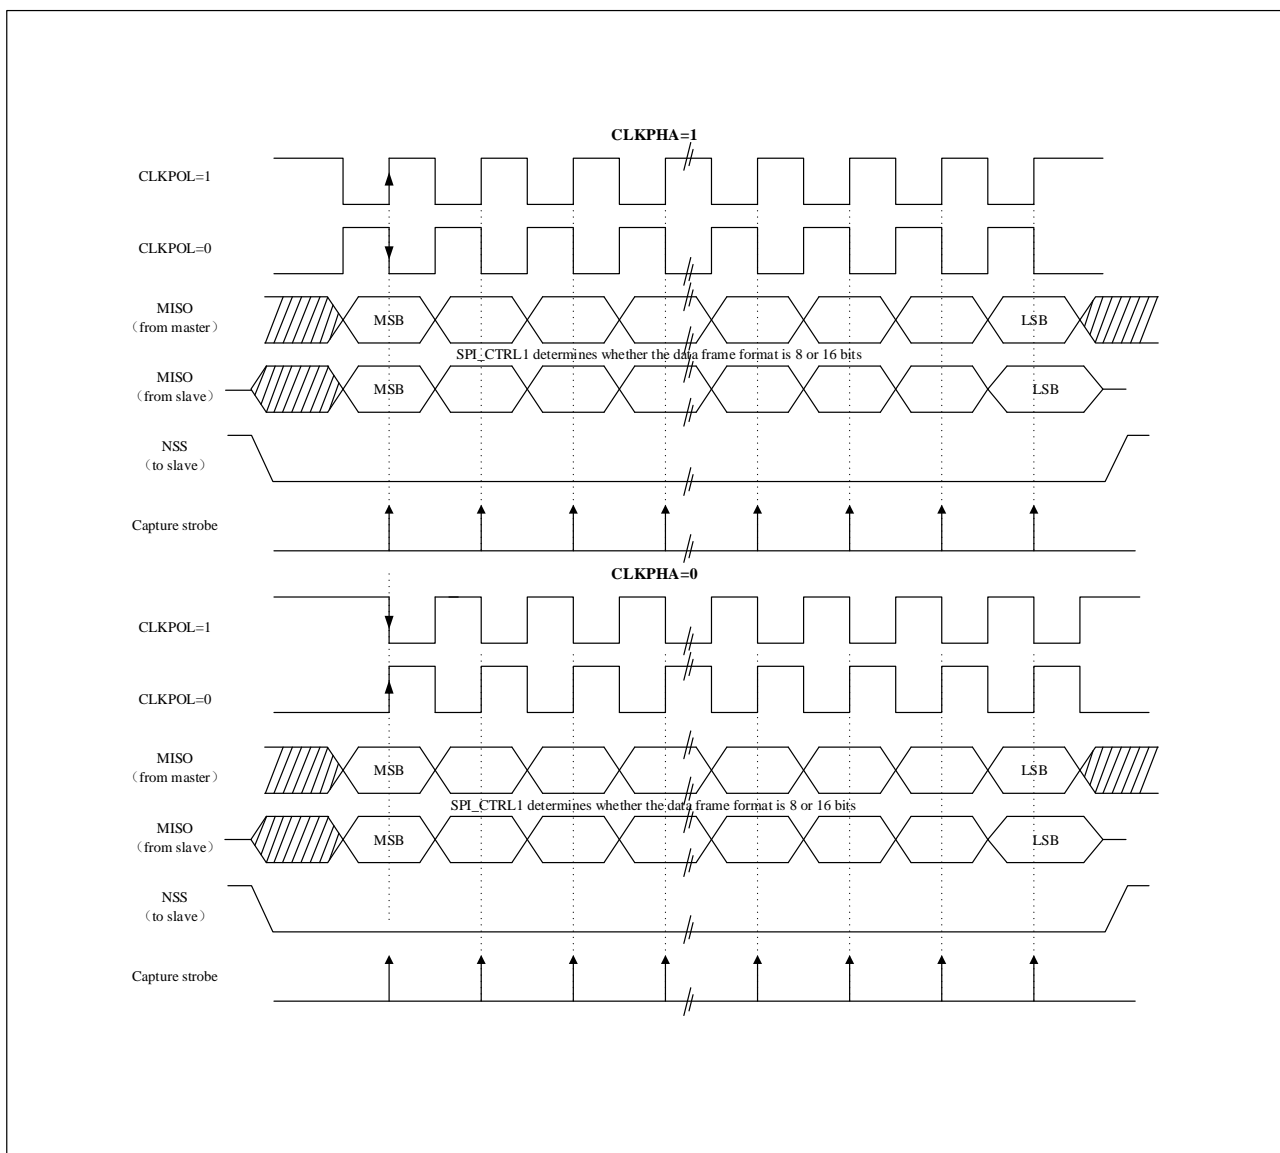 CLKPHA=1
CLKPOL=1
CLKPOL=0
MISO
（from master）
MSB
LSB
SPI_CTRL1 determines whether the data frame format is 8 or 16 bits
MISO
（from slave）
MSB
LSB
NSS
（to slave）
Capture strobe
CLKPHA=0
CLKPOL=1
CLKPOL=0
MISO
（from master）
MSB
LSB
SPI_CTRL1 determines whether the data frame format is 8 or 16 bits
MISO
（from slave）
MSB
LSB
NSS
（to slave）
Capture strobe